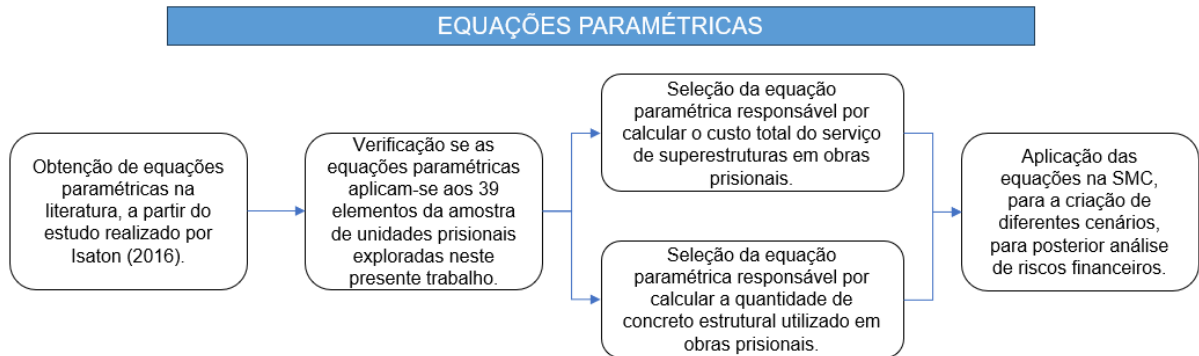 EQUAÇÕES PARAMÉTRICAS
Obtenção de equações
paramétricas na
literatura, a partir do
estudo realizado por
Isaton (2016).
Verificação se as
equações paramétricas
aplicam-se aos 39
elementos da amostra
de unidades prisionais
exploradas neste
presente trabalho.
Seleção da equação
paramétrica responsável por
calcular o custo total do serviço
de superestruturas em obras
prisionais.
Seleção da equação
paramétrica responsável por
calcular a quantidade de
concreto estrutural utilizado em
obras prisionais.
Aplicação das
equações na SMC,
para a criação de
diferentes cenários,
para posterior análise
de riscos financeiros.